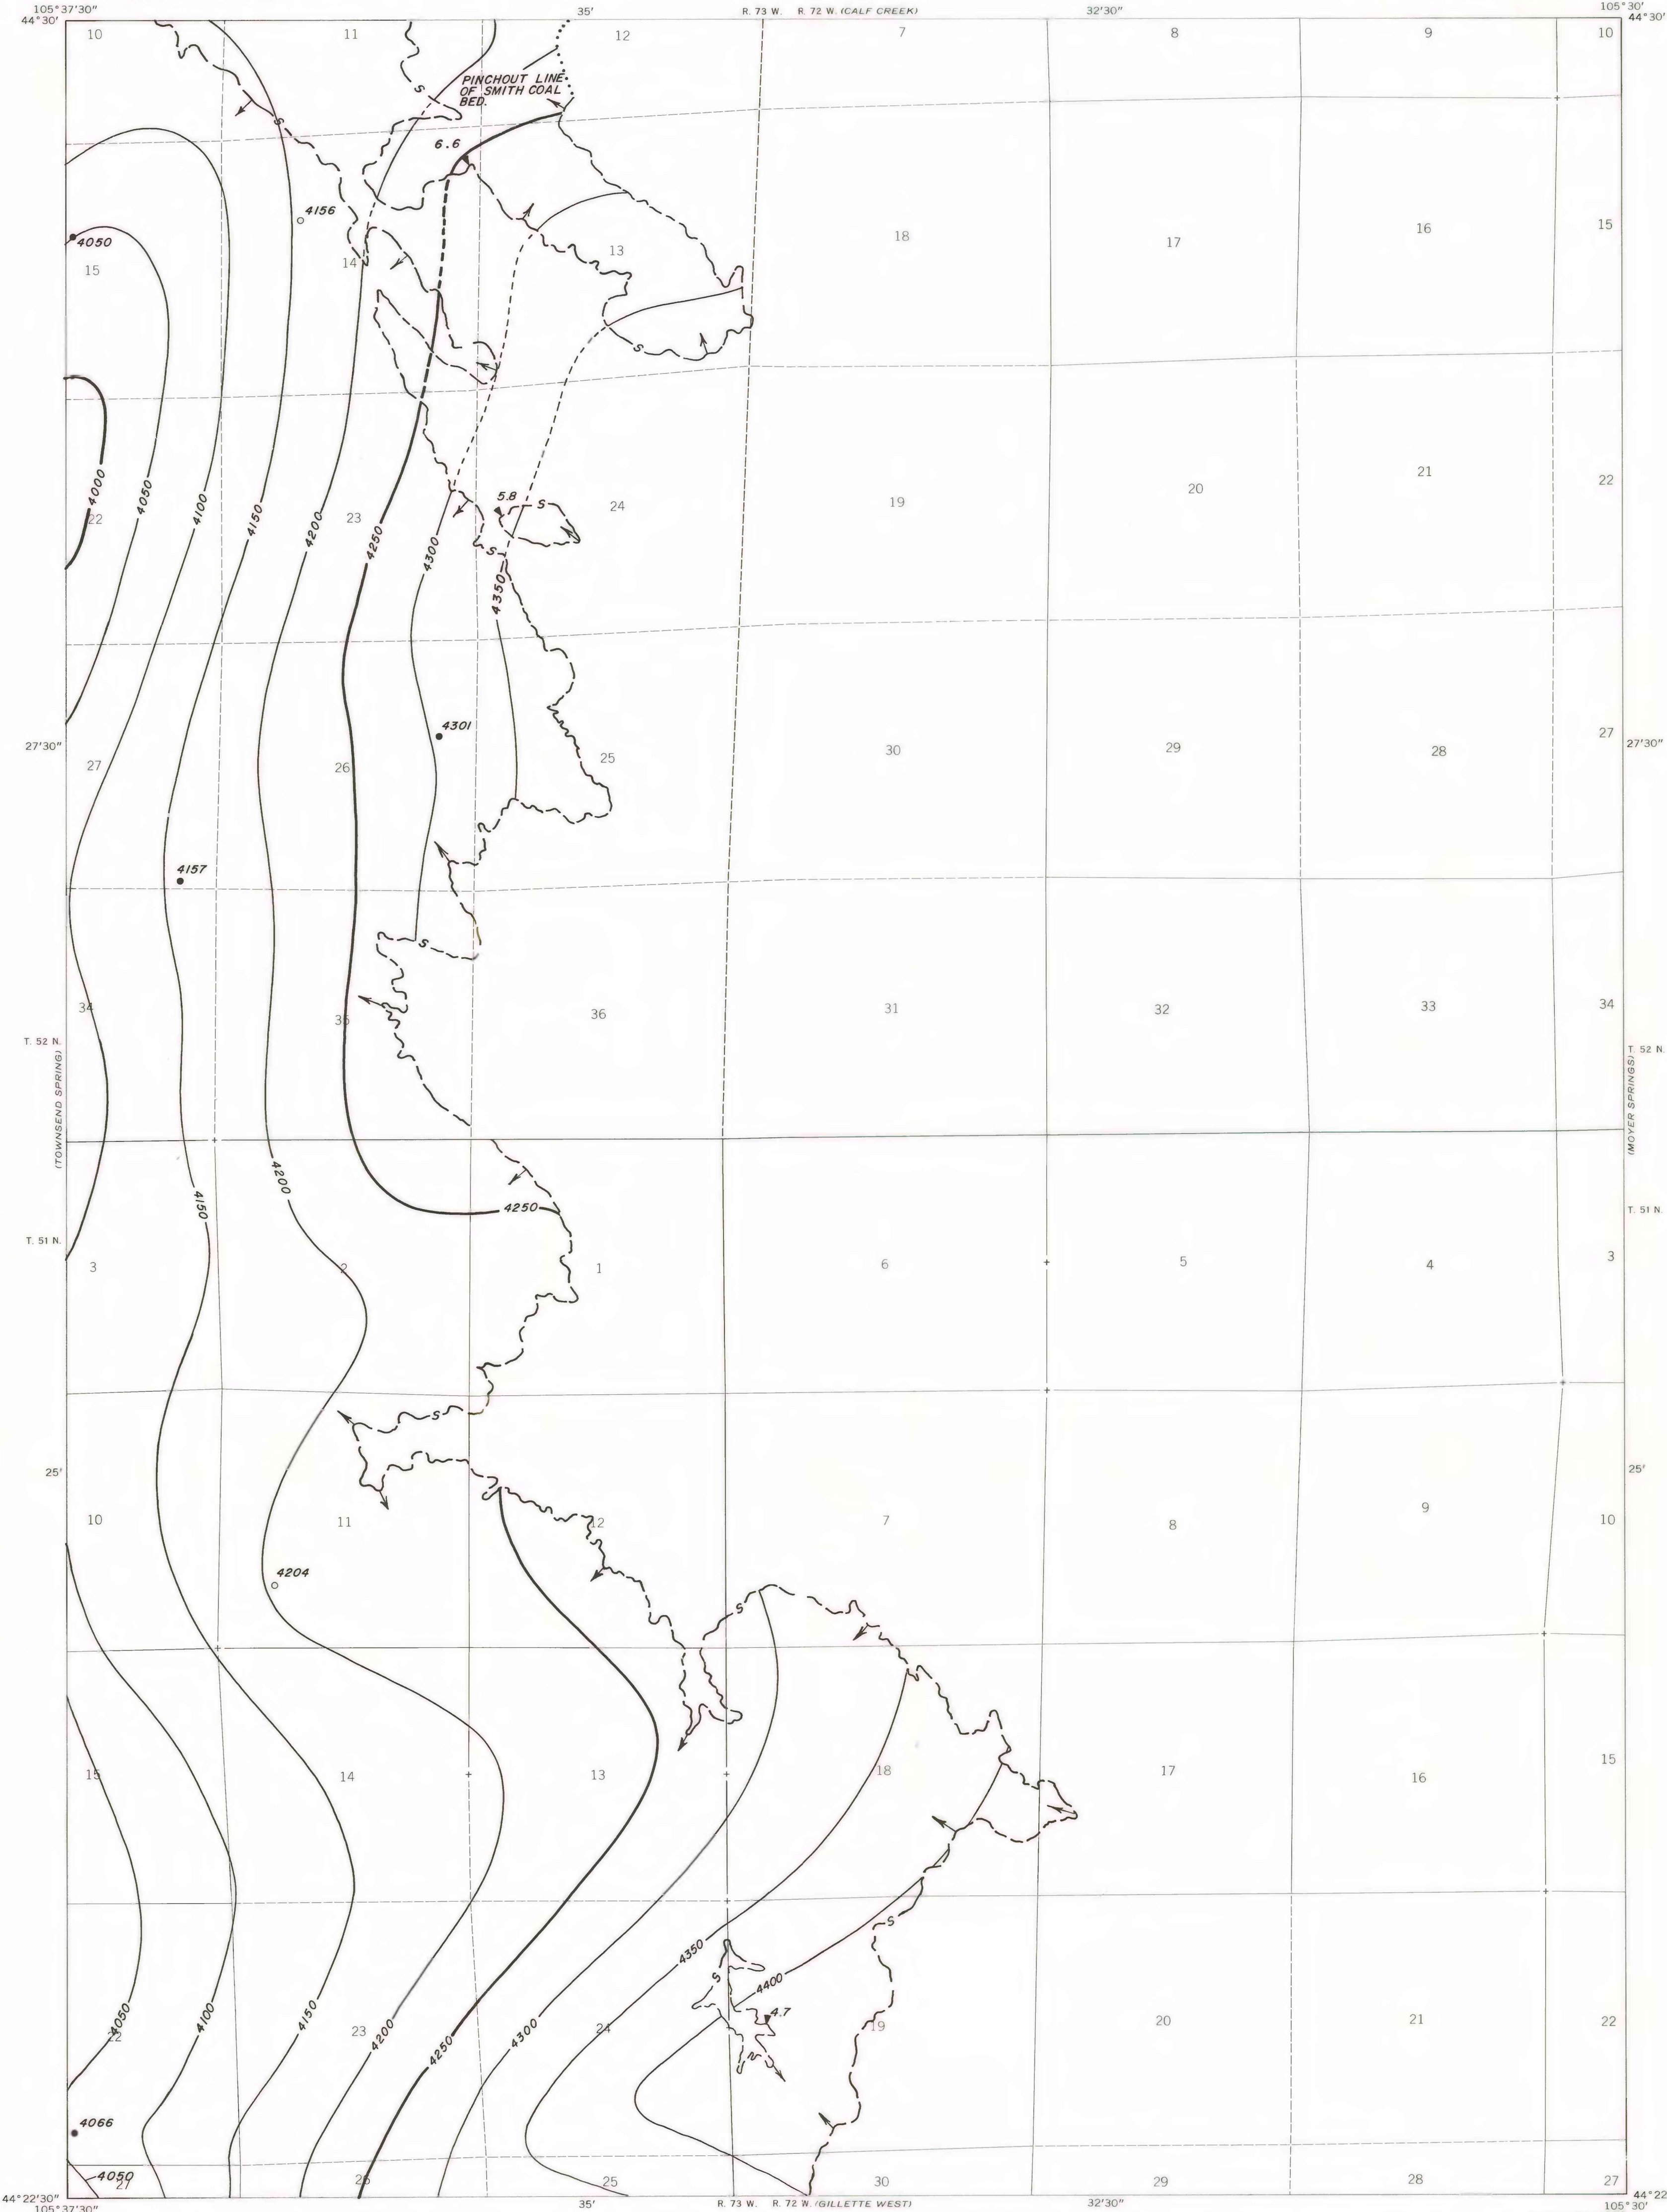 105°37'30" 35' R. 73 W. R. 72 W. (CALF CREEK) 32'30" 105°30'
44°30' 44°30'
10 11 12 7 8 9 10
S
PINCHOUT LINE
OF SMITH COAL
BED.
S
6.6
4156
4050
15 14 13 18 17 16 15
S
4000 4050 4100 4150 4200 4250 4300 4350
5.8
S
S
22 23 24 19 20 21 22
4301
27'30" 27'30"
27 26 25 30 29 28 27
4157
S
34 35 36 31 32 33 34
T. 52 N. T. 52 N.
(TOWNSEND SPRING) (MOYER SPRINGS)
4150 4200 4250
T. 51 N. T. 51 N.
3 2 1 6 5 4 3
S
25' 25'
10 11 12 7 8 9 10
4204
S
15 14 13 18 17 16 15
S
4350
S
4400
4.7
4050 4100 4150 4200 4250 4300
22 23 24 19 20 21 22
4066
4050
27 26 25 30 29 28 27
44°22'30" 44°22
105°37'30" 35' R. 73 W. R. 72 W. (GILLETTE WEST) 32'30" 105°30'